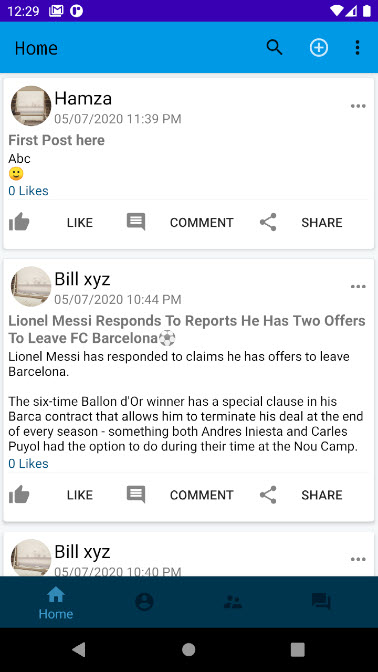 12:29
Home
Hamza
05/07/2020 11:39 PM
First Post here
Abc
🙂
0 Likes
LIKE COMMENT SHARE
Bill xyz
05/07/2020 10:44 PM
Lionel Messi Responds To Reports He Has Two Offers
To Leave FC Barcelona⚽
Lionel Messi has responded to claims he has offers to leave
Barcelona.
The six-time Ballon d'Or winner has a special clause in his
Barca contract that allows him to terminate his deal at the end
of every season - something both Andres Iniesta and Carles
Puyol had the option to do during their time at the Nou Camp.
0 Likes
LIKE COMMENT SHARE
Bill xyz
05/07/2020 10:40 PM
Home